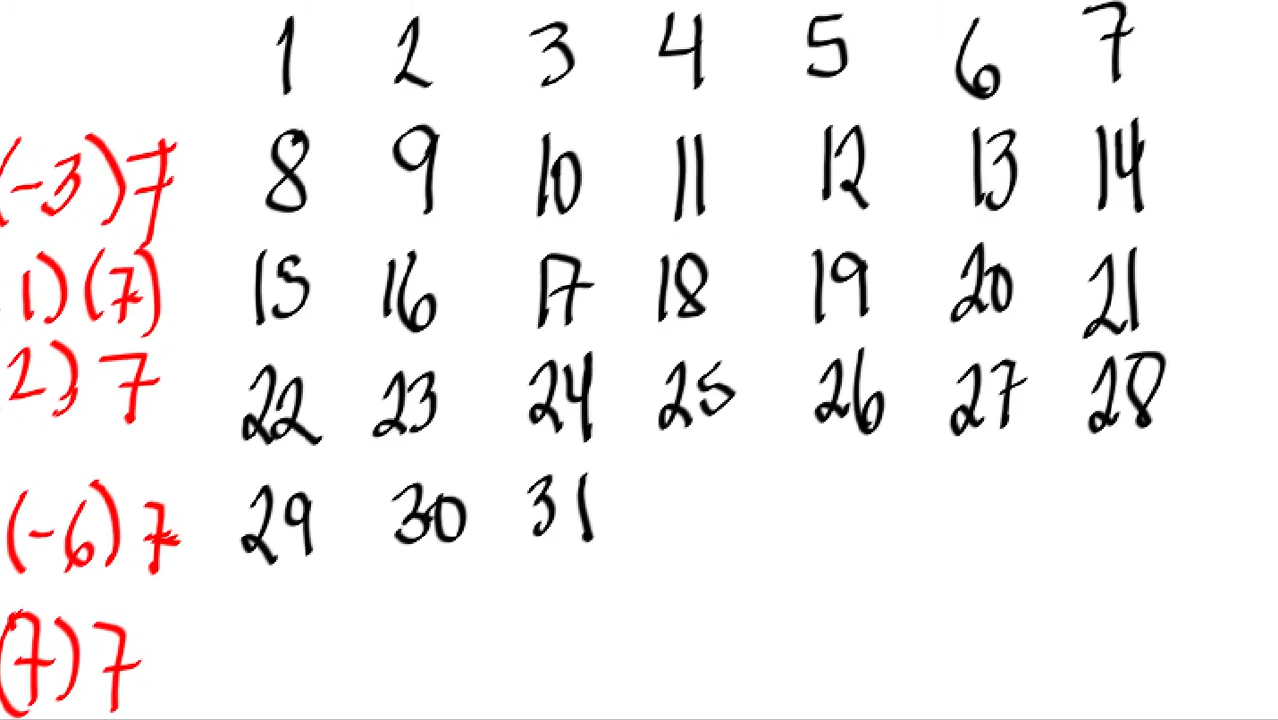 1 2 3 4 5 6 7
(-3)7 8 9 10 11 12 13 14
1)(7) 15 16 17 18 19 20 21
2)7 22 23 24 25 26 27 28
(-6)7 29 30 31
(7)7